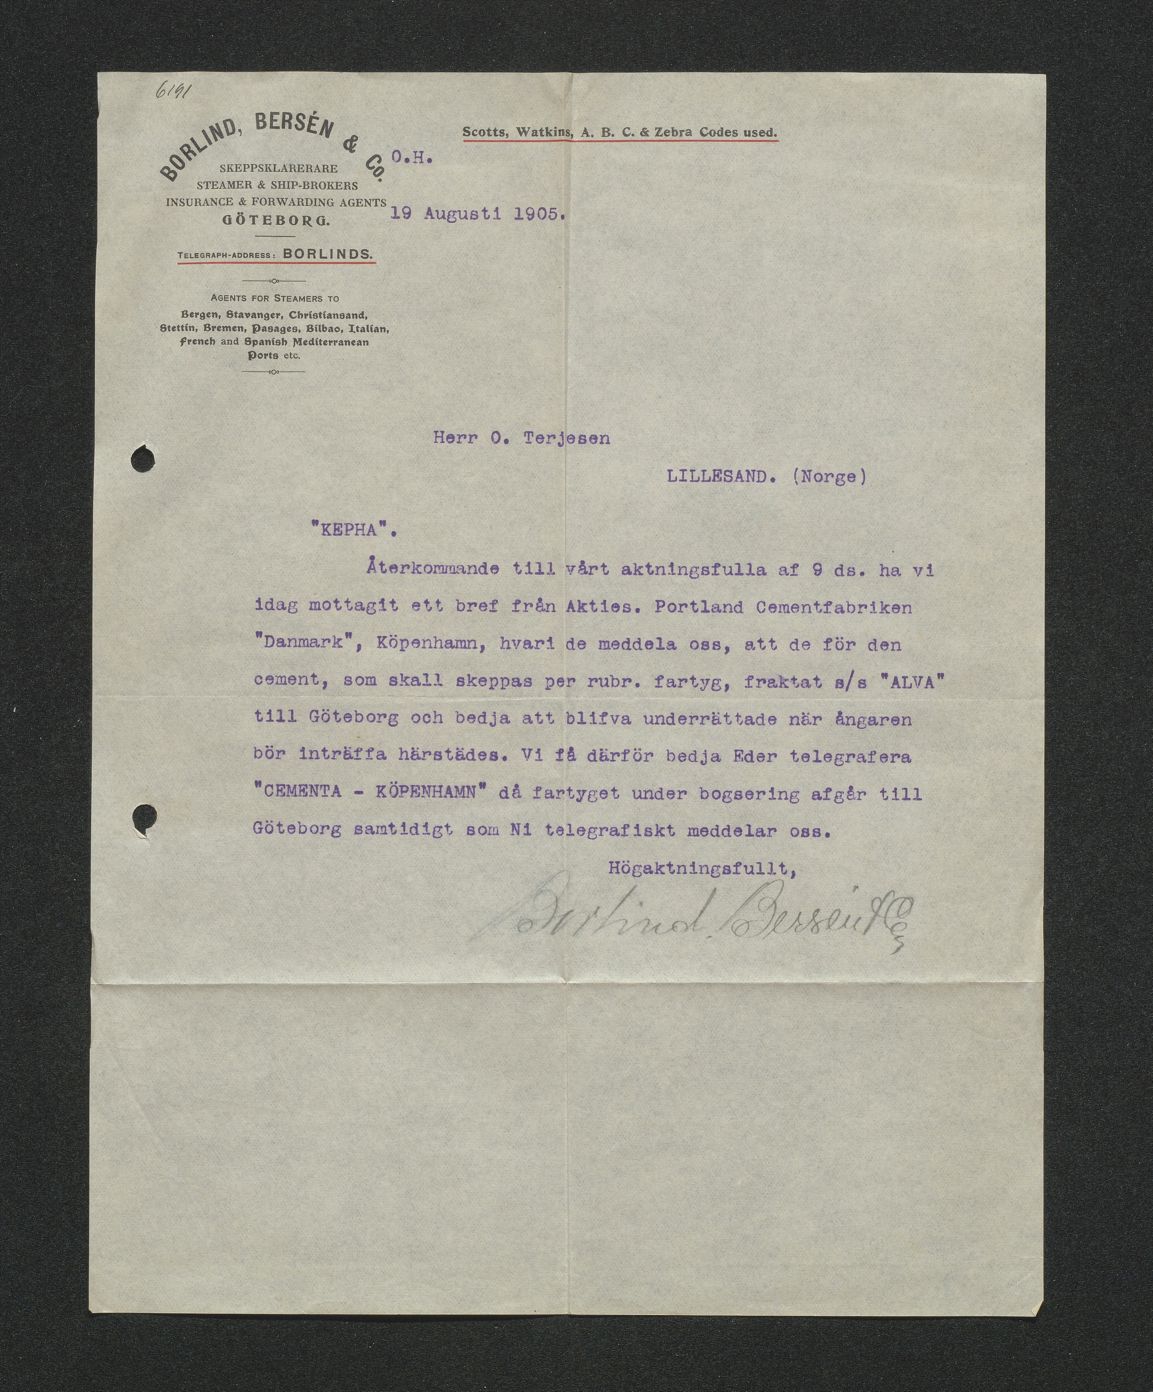 6191
BORLIND, BERSÉN & Co.
SKEPPSKLARERARE
STEAMER & SHIP-BROKERS
INSURANCE & FORWARDING AGENTS
GÖTEBORG.
TELEGRAPH-ADDRESS: BORLINDS.
AGENTS FOR STEAMERS TO
Bergen, Stavanger, Christiansand,
Stettin, Bremen, Pasages, Bilbao, Italian,
French and Spanish Mediterranean
Ports etc.
Scotts, Watkins, A. B. C. & Zebra Codes used.
O.H.
19 Augusti 1905.
Herr O. Terjesen
LILLESAND. (Norge)
"KEPHA".
Återkommande till vårt aktningsfulla af 9 ds. ha vi
idag mottagit ett bref från Akties. Portland Cementfabriken
"Danmark", Köpenhamn, hvari de meddela oss, att de för den
cement, som skall skeppas per rubr. fartyg, fraktat s/s "ALVA"
till Göteborg och bedja att blifva underrättade när ångaren
bör inträffa härstädes. Vi få därför bedja Eder telegrafera
"CEMENTA - KÖPENHAMN" då fartyget under bogsering afgår till
Göteborg samtidigt som Ni telegrafiskt meddelar oss.
Högaktningsfullt,
Borlind, Bersén & Co